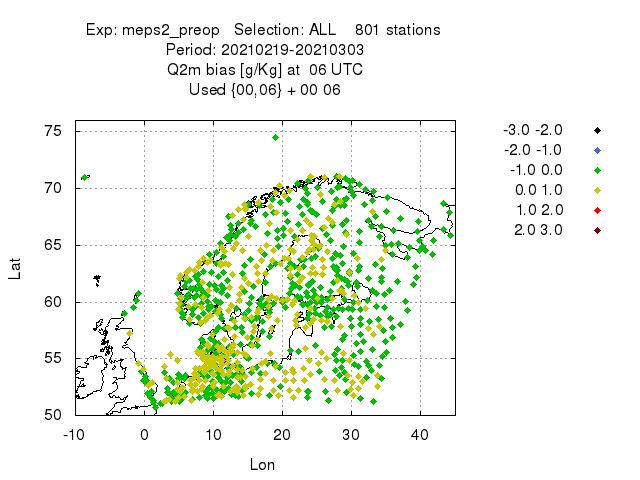 Exp: meps2_preop   Selection: ALL    801 stations
Period: 20210219-20210303
Q2m bias [g/Kg] at  06 UTC
Used {00,06} + 00 06
-3.0 -2.0
-2.0 -1.0
-1.0 0.0
0.0 1.0
1.0 2.0
2.0 3.0
75
70
65
60
55
50
Lat
-10 0 10 20 30 40
Lon